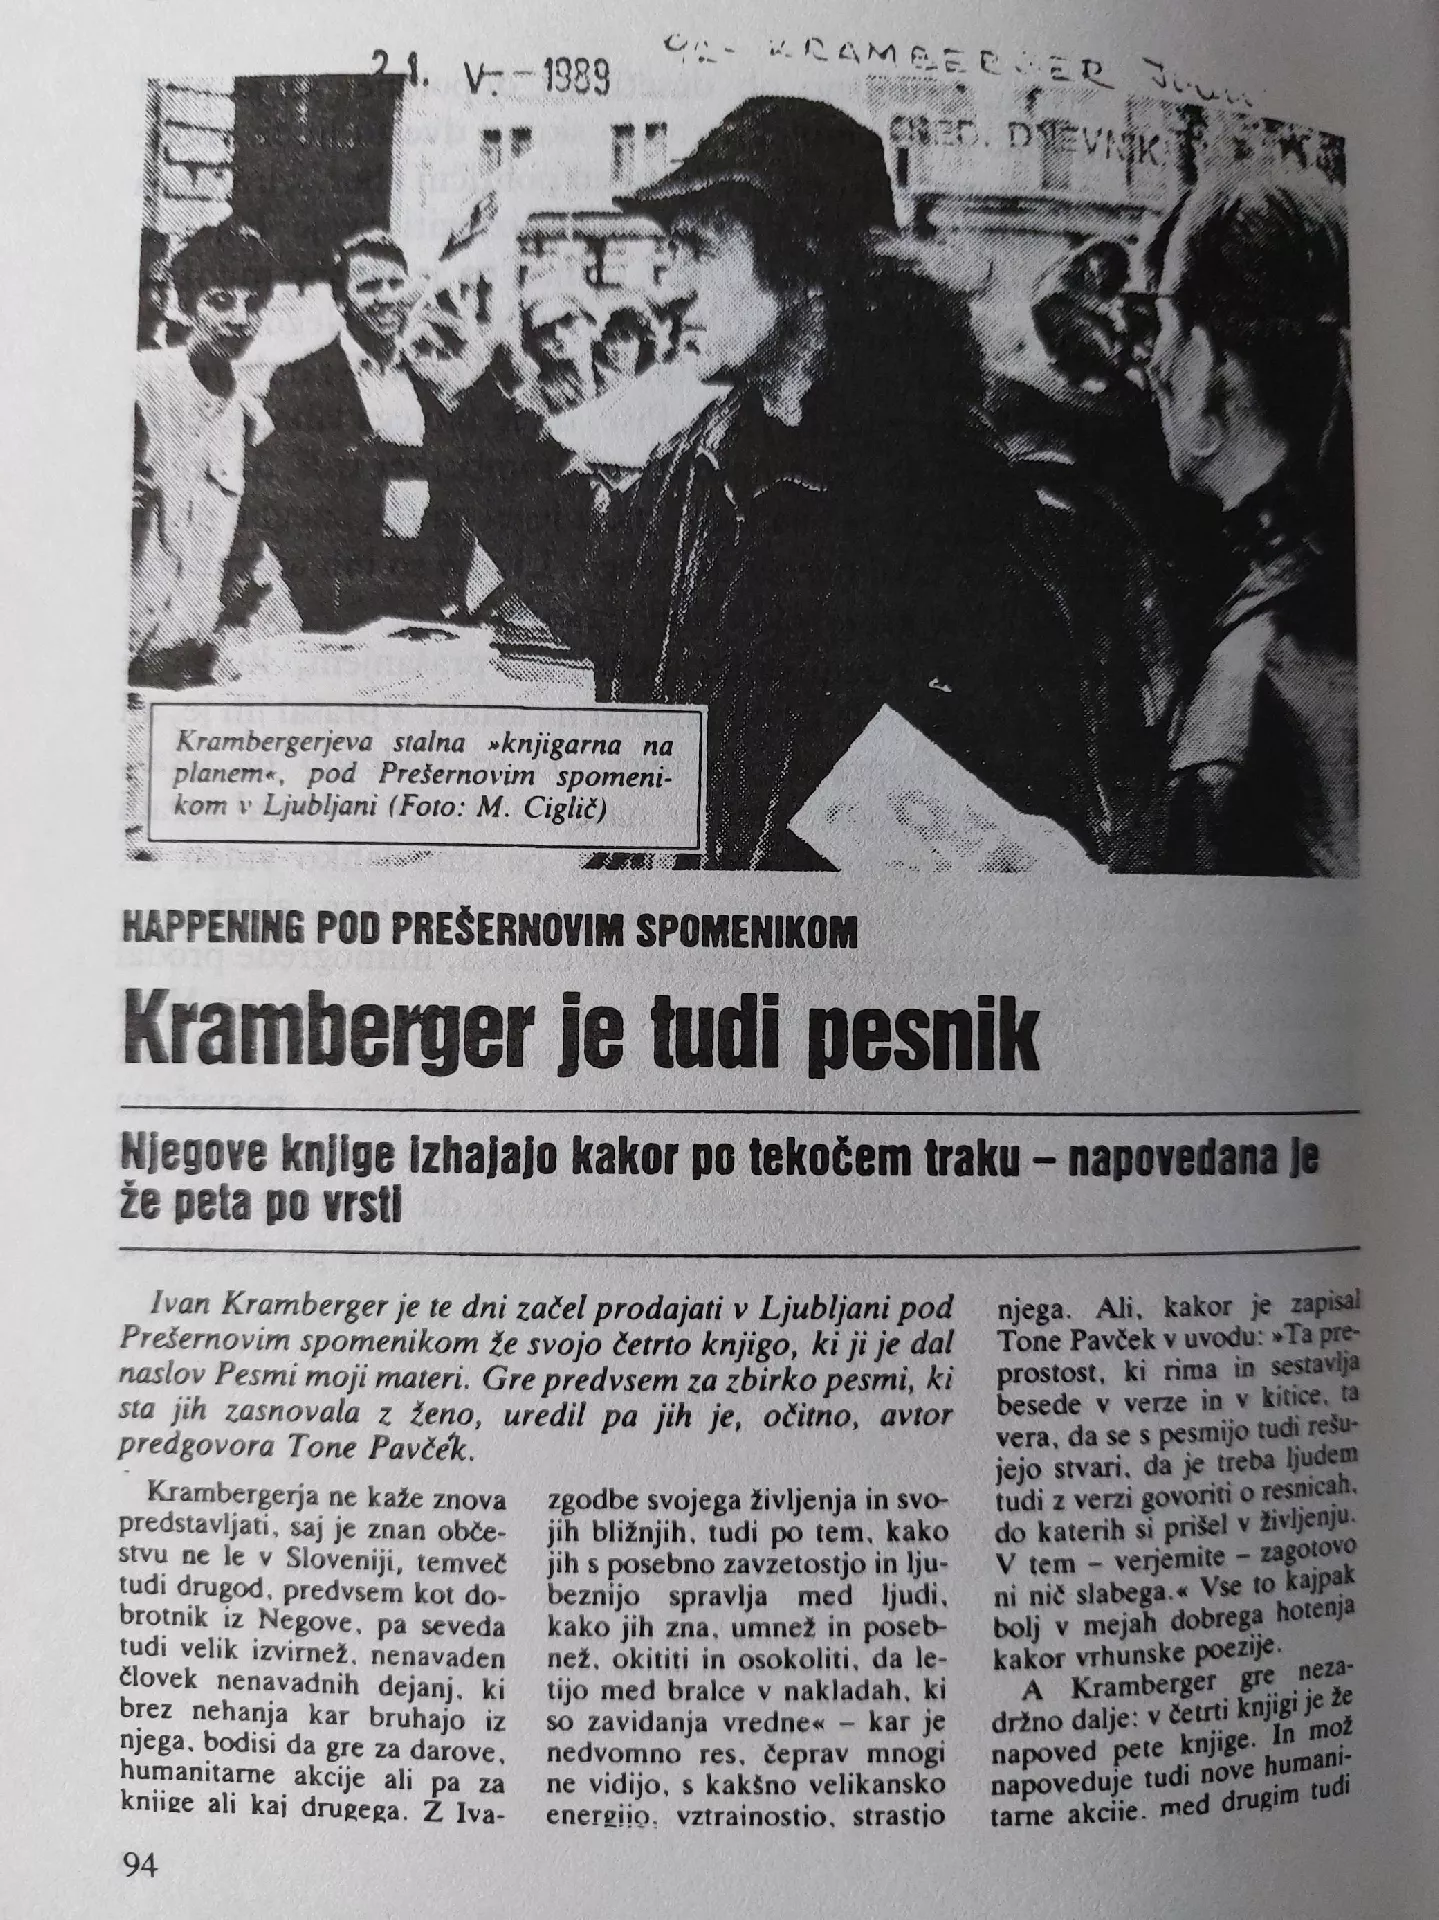 21. V. – 1989
KRAMBERGER
NED. DNEVNIK
Krambergerjeva stalna »knjigarna na
planem«, pod Prešernovim spomeni-
kom v Ljubljani (Foto: M. Ciglič)
HAPPENING POD PREŠERNOVIM SPOMENIKOM
Kramberger je tudi pesnik
Njegove knjige izhajajo kakor po tekočem traku – napovedana je
že peta po vrsti
Ivan Kramberger je te dni začel prodajati v Ljubljani pod
Prešernovim spomenikom že svojo četrto knjigo, ki ji je dal
naslov Pesmi moji materi. Gre predvsem za zbirko pesmi, ki
sta jih zasnovala z ženo, uredil pa jih je, očitno, avtor
predgovora Tone Pavček.
Krambergerja ne kaže znova
predstavljati, saj je znan obče-
stvu ne le v Sloveniji, temveč
tudi drugod, predvsem kot do-
brotnik iz Negove, pa seveda
tudi velik izvirnež, nenavaden
človek nenavadnih dejanj, ki
brez nehanja kar bruhajo iz
njega, bodisi da gre za darove,
humanitarne akcije ali pa za
knjige ali kaj drugega. Z Iva-
zgodbe svojega življenja in svo-
jih bližnjih, tudi po tem, kako
jih s posebno zavzetostjo in lju-
beznijo spravlja med ljudi,
kako jih zna, umnež in poseb-
než, okititi in osokoliti, da le-
tijo med bralce v nakladah, ki
so zavidanja vredne« – kar je
nedvomno res, čeprav mnogi
ne vidijo, s kakšno velikansko
energijo, vztrajnostjo, strastjo
njega. Ali, kakor je zapisal
Tone Pavček v uvodu: »Ta pre-
prostost, ki rima in sestavlja
besede v verze in v kitice, ta
vera, da se s pesmijo tudi rešu-
jejo stvari, da je treba ljudem
tudi z verzi govoriti o resnicah,
do katerih si prišel v življenju.
V tem – verjemite – zagotovo
ni nič slabega.« Vse to kajpak
bolj v mejah dobrega hotenja
kakor vrhunske poezije.
A Kramberger gre neza-
držno dalje: v četrti knjigi je že
napoved pete knjige. In mož
napoveduje tudi nove humani-
tarne akcije, med drugim tudi
94